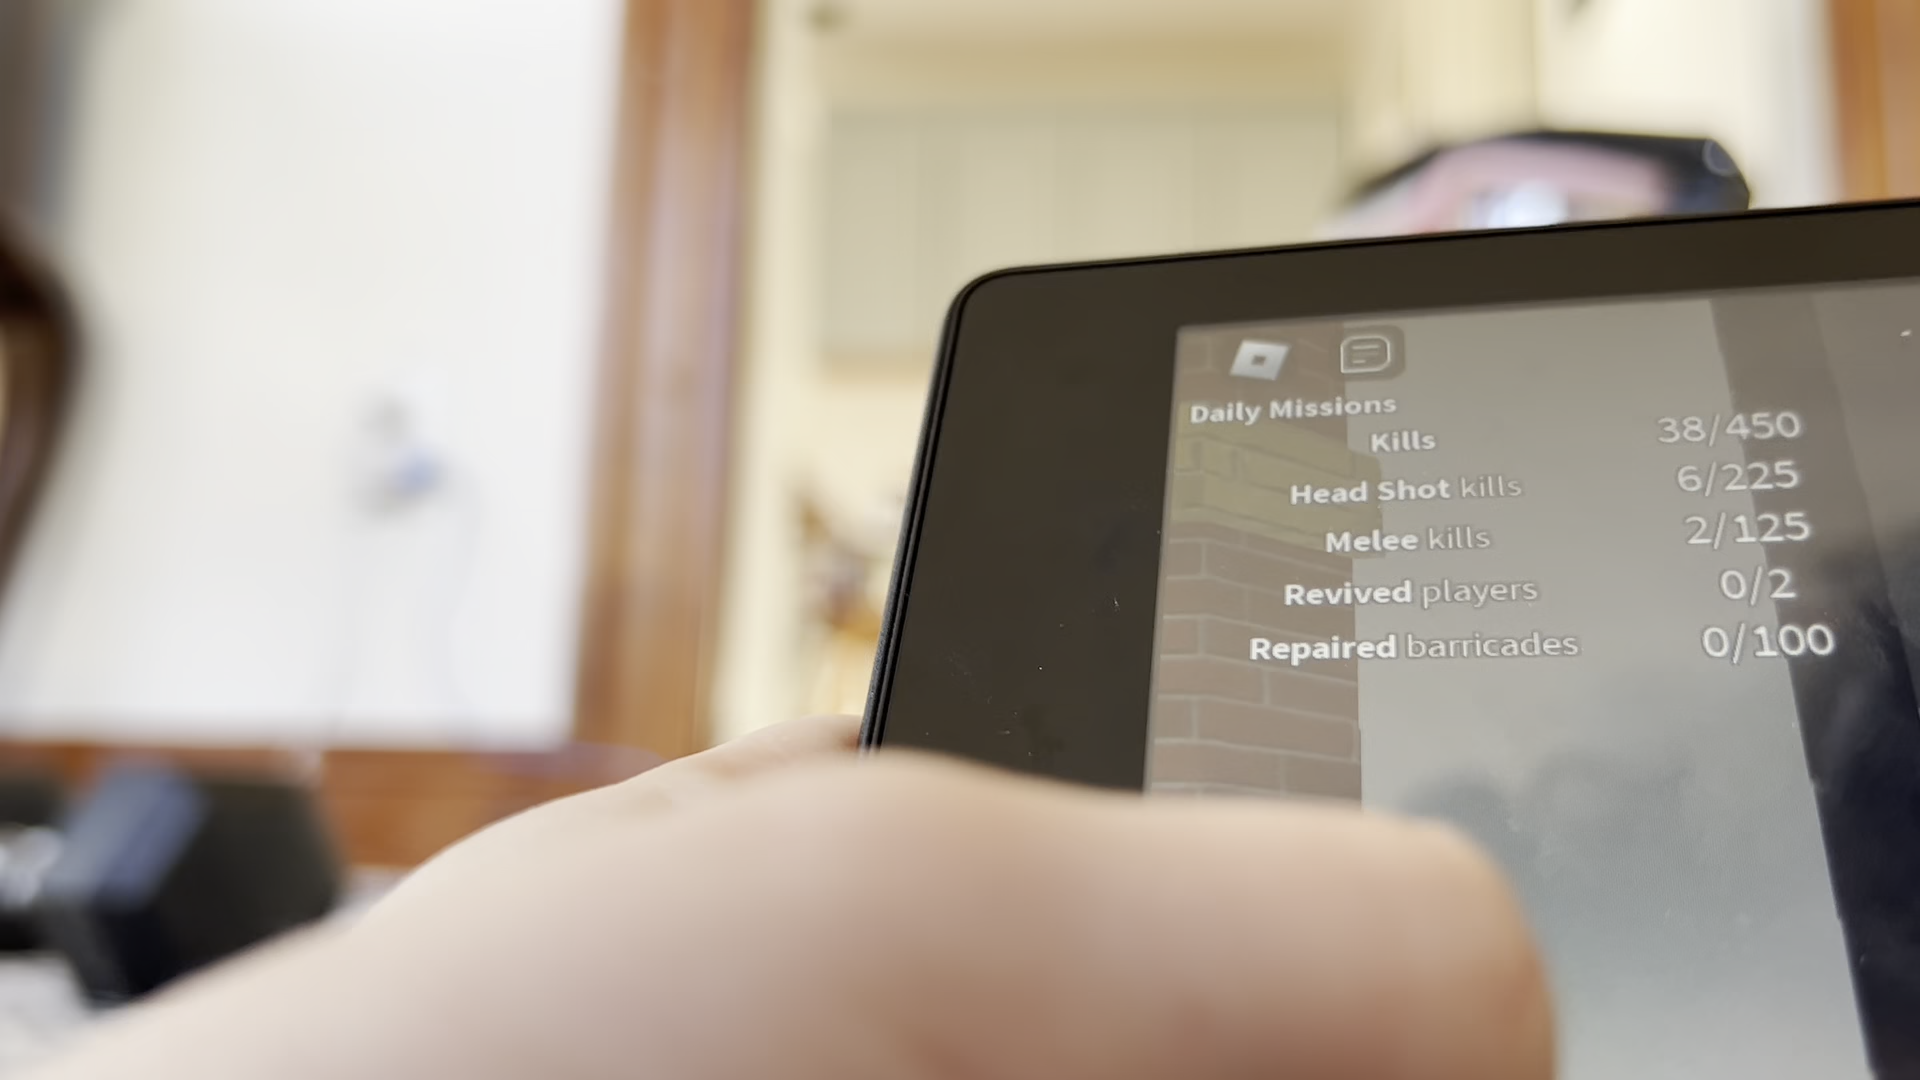 Daily Missions
Kills 38/450
Head Shot kills 6/225
Melee kills 2/125
Revived players 0/2
Repaired barricades 0/100